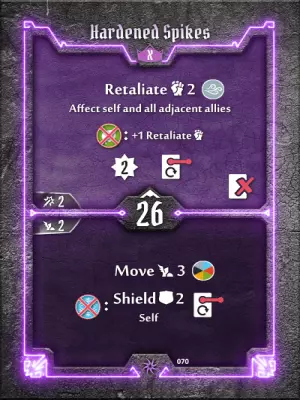 Hardened Spikes
X
Retaliate 2
Affect self and all adjacent allies
: +1 Retaliate
2
2
26
2
Move 3
: Shield 2
Self
070